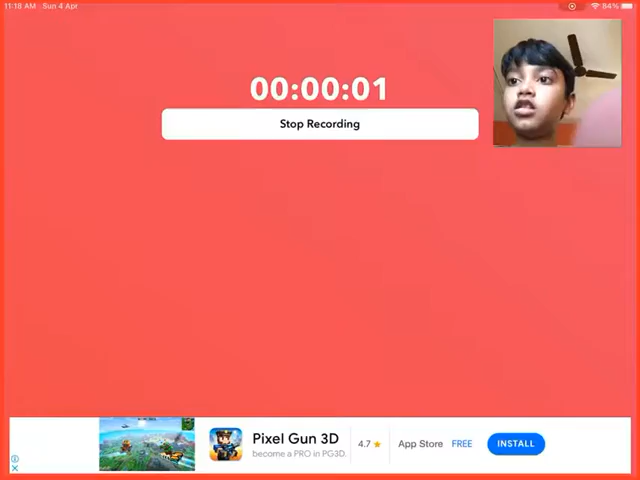 11:18 AM Sun 4 Apr 84%
00:00:01
Stop Recording
Pixel Gun 3D
become a PRO in PG3D.
4.7 ★ App Store FREE INSTALL